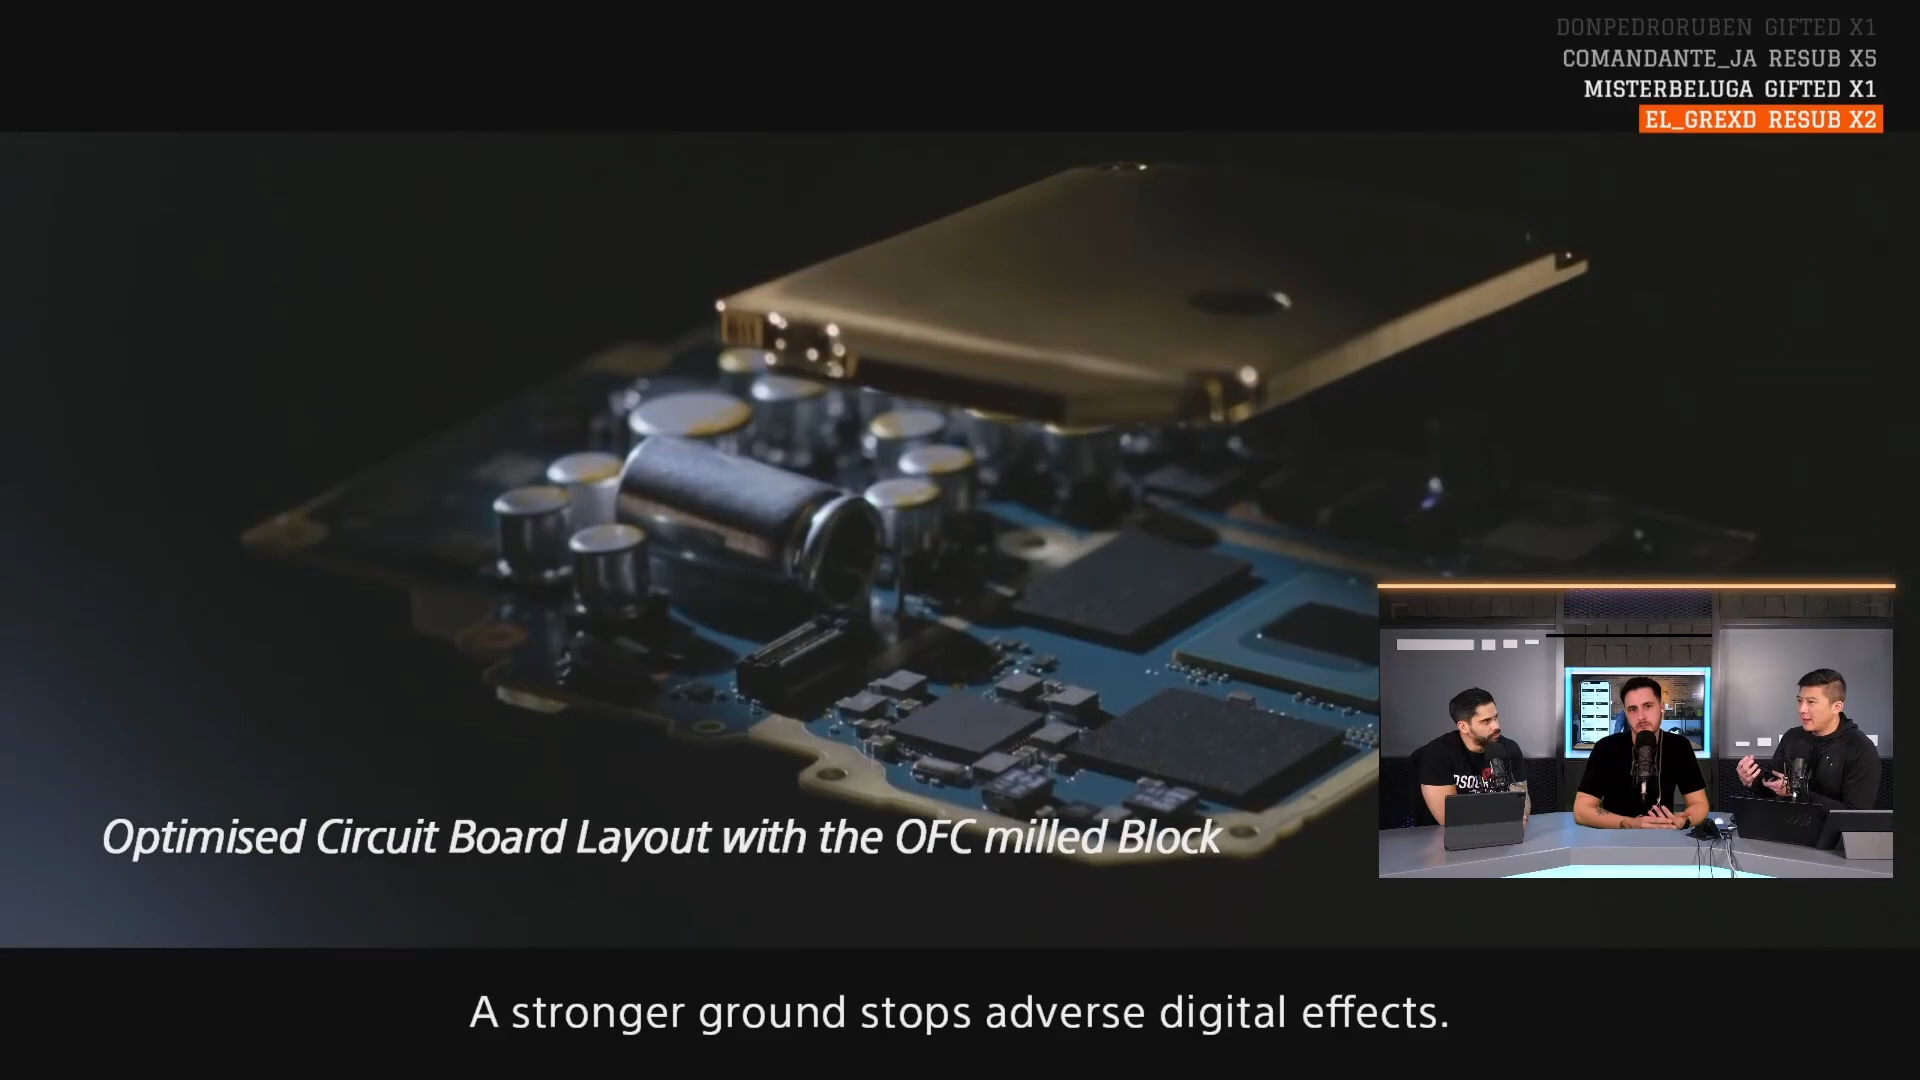 DONPEDRORUBEN GIFTED X1
COMANDANTE_JA RESUB X5
MISTERBELUGA GIFTED X1
EL_GREXD RESUB X2
Optimised Circuit Board Layout with the OFC milled Block
A stronger ground stops adverse digital effects.